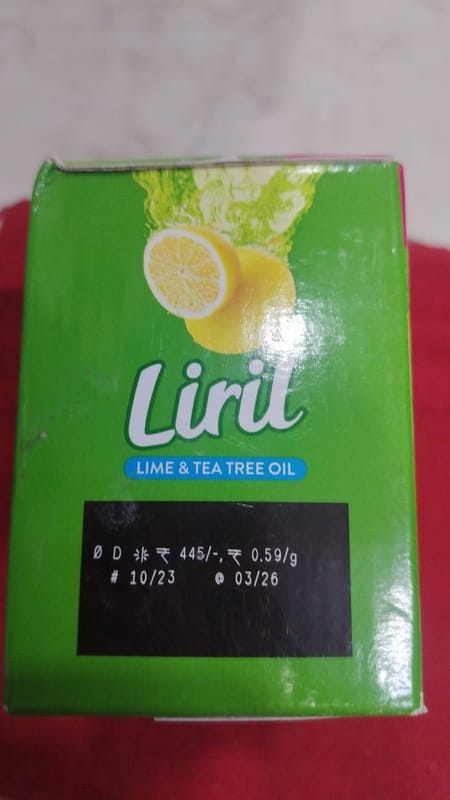 Liril
LIME & TEA TREE OIL
Ø D ⁜ ₹ 445/-, ₹ 0.59/g
# 10/23 @ 03/26